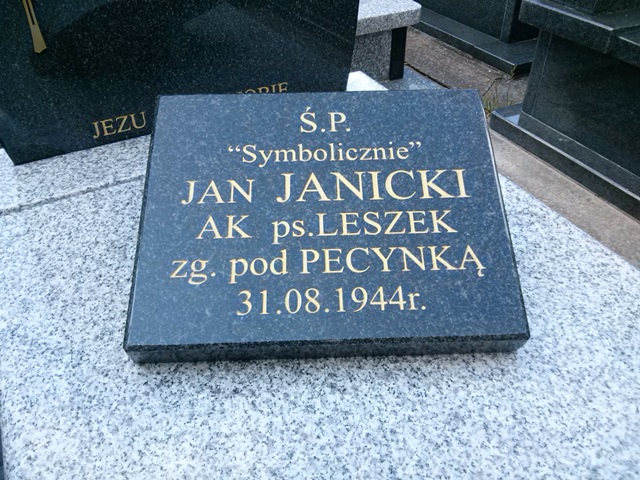 JEZU
Ś.P.
“Symbolicznie”
JAN JANICKI
AK ps.LESZEK
zg. pod PECYNKĄ
31.08.1944r.